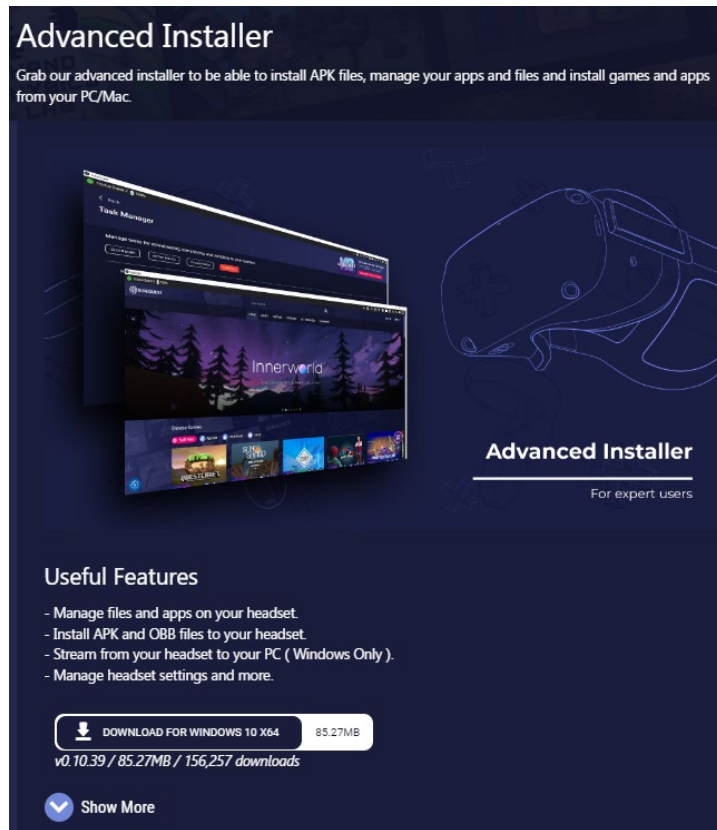 Advanced Installer
Grab our advanced installer to be able to install APK files, manage your apps and files and install games and apps
from your PC/Mac.
Task Manager
Innerworld
Advanced Installer
For expert users
Useful Features
- Manage files and apps on your headset.
- Install APK and OBB files to your headset.
- Stream from your headset to your PC ( Windows Only ).
- Manage headset settings and more.
DOWNLOAD FOR WINDOWS 10 X64 85.27MB
v0.10.39 / 85.27MB / 156,257 downloads
Show More